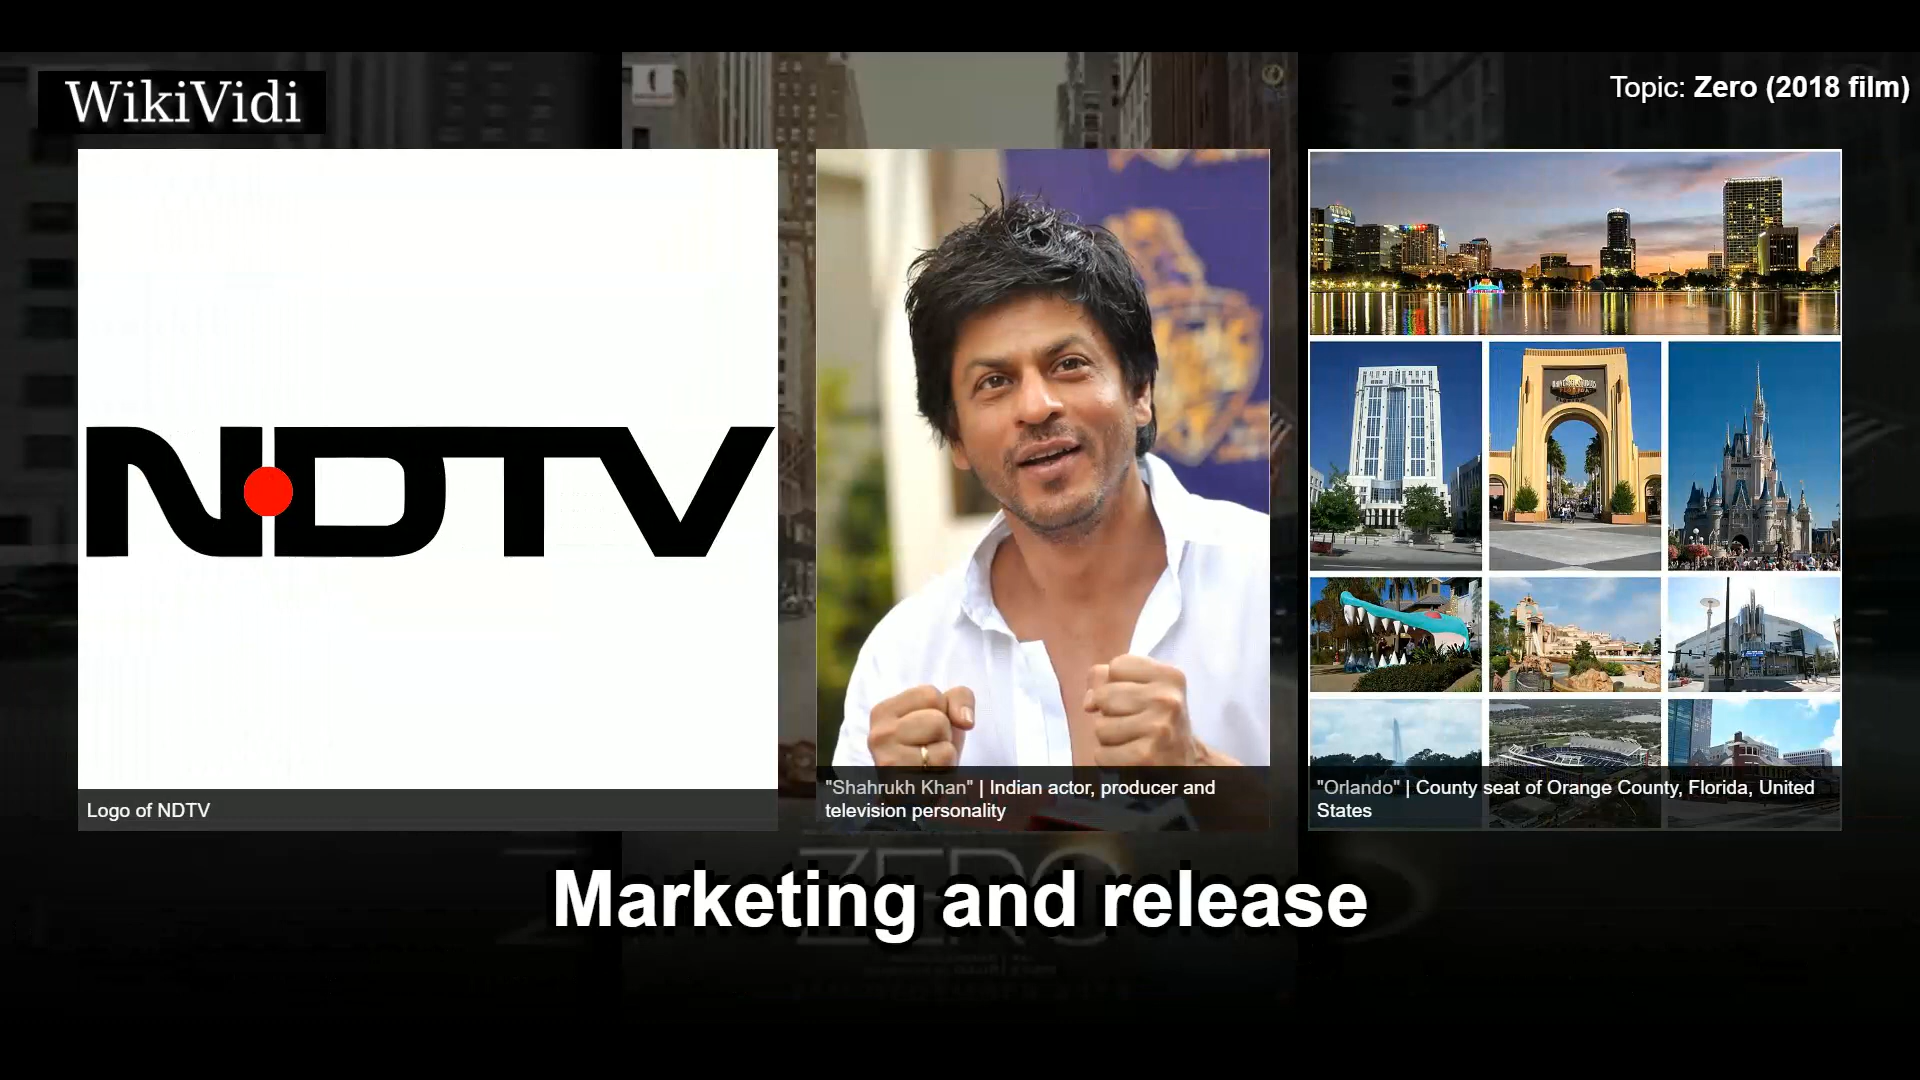 WikiVidi
Topic: Zero (2018 film)
NDTV
Logo of NDTV
"Shahrukh Khan" | Indian actor, producer and
television personality
"Orlando" | County seat of Orange County, Florida, United
States
ZERO
Marketing and release